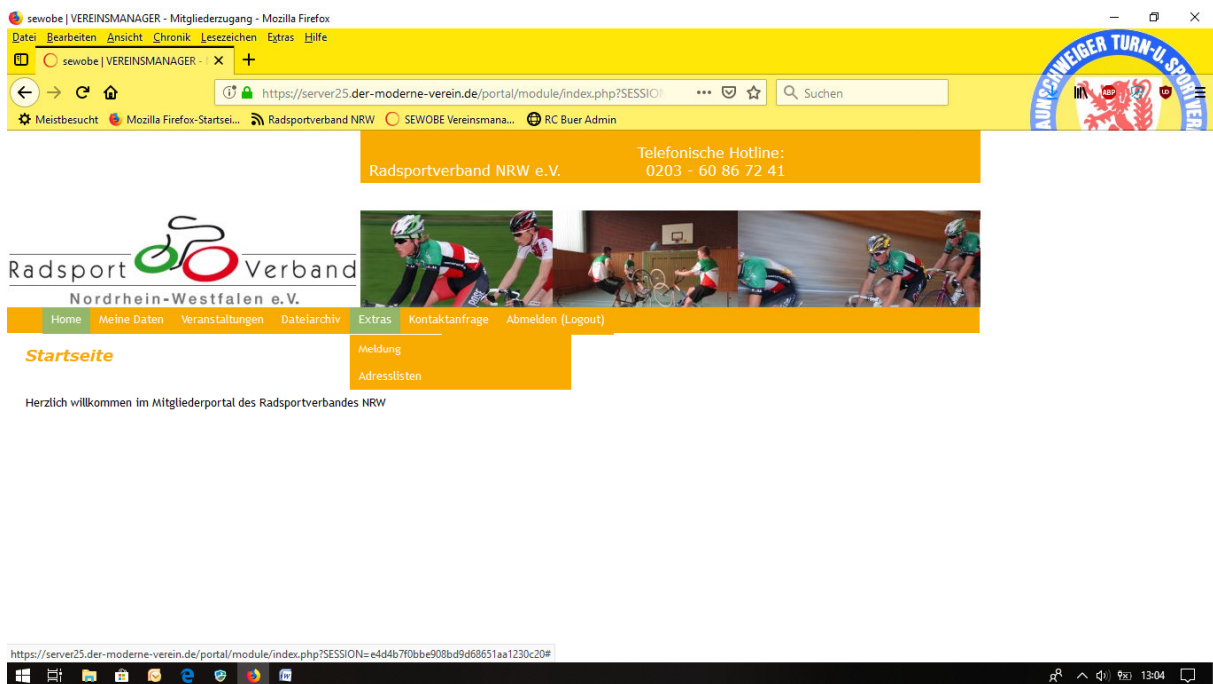 sewobe | VEREINSMANAGER - Mitgliederzugang - Mozilla Firefox
Datei Bearbeiten Ansicht Chronik Lesezeichen Extras Hilfe
sewobe | VEREINSMANAGER -
https://server25.der-moderne-verein.de/portal/module/index.php?SESSION
Suchen
Meistbesucht Mozilla Firefox-Startsei... Radsportverband NRW SEWOBE Vereinsmana... RC Buer Admin
ABP
Telefonische Hotline:
Radsportverband NRW e.V. 0203 - 60 86 72 41
Radsport Verband
Nordrhein-Westfalen e.V.
Home Meine Daten Veranstaltungen Dateiarchiv Extras Kontaktanfrage Abmelden (Logout)
Meldung
Adresslisten
Startseite
Herzlich willkommen im Mitgliederportal des Radsportverbandes NRW
https://server25.der-moderne-verein.de/portal/module/index.php?SESSION=e4d4b7f0bbe908bd9d68651aa1230c20#
13:04